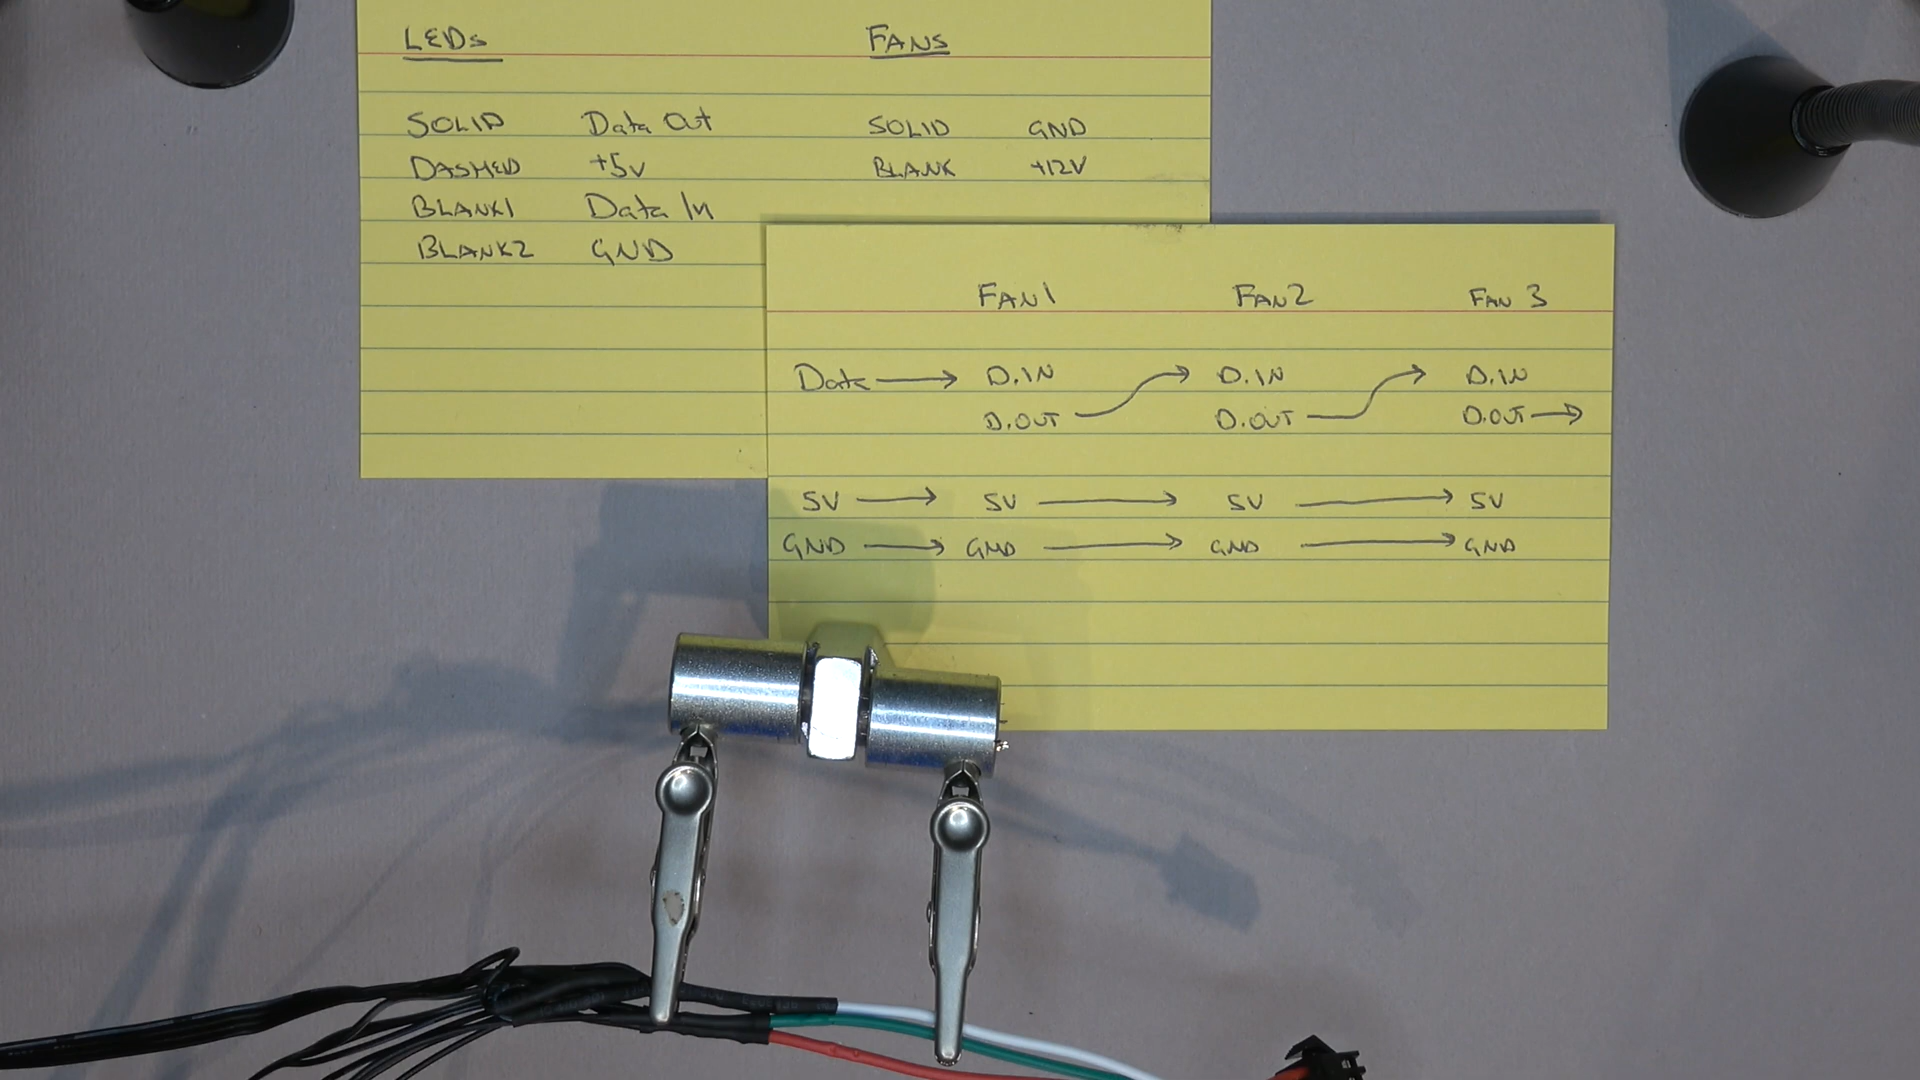 LEDs FANS
SOLID Data Out SOLID GND
DASHED +5v BLANK +12V
BLANK1 Data In
BLANK2 GND
FAN1 FAN2 FAN 3
Data → D.IN D.IN D.IN
D.OUT → D.OUT → D.OUT →
5V → 5V → 5V → 5V
GND → GND → GND → GND